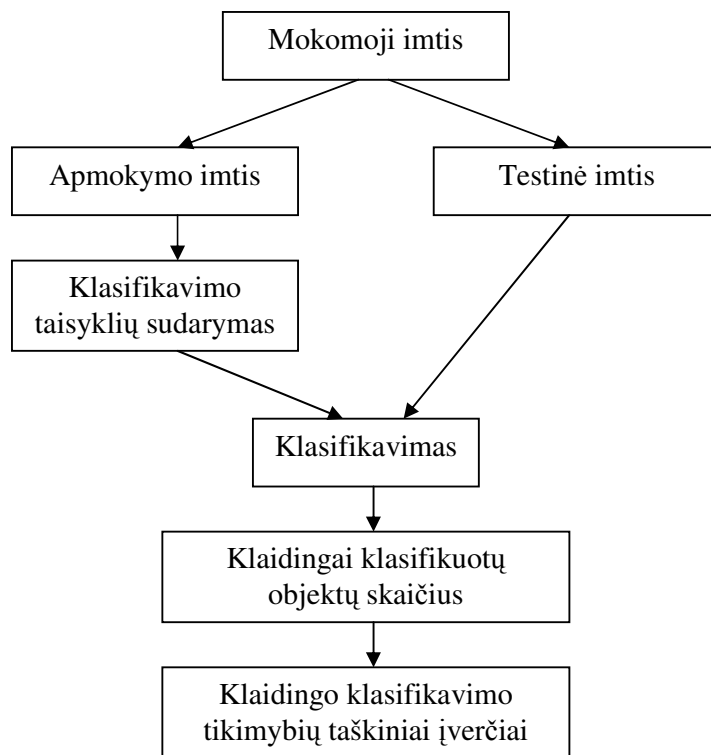 Mokomoji imtis
Apmokymo imtis
Testinė imtis
Klasifikavimo
taisyklių sudarymas
Klasifikavimas
Klaidingai klasifikuotų
objektų skaičius
Klaidingo klasifikavimo
tikimybių taškiniai įverčiai